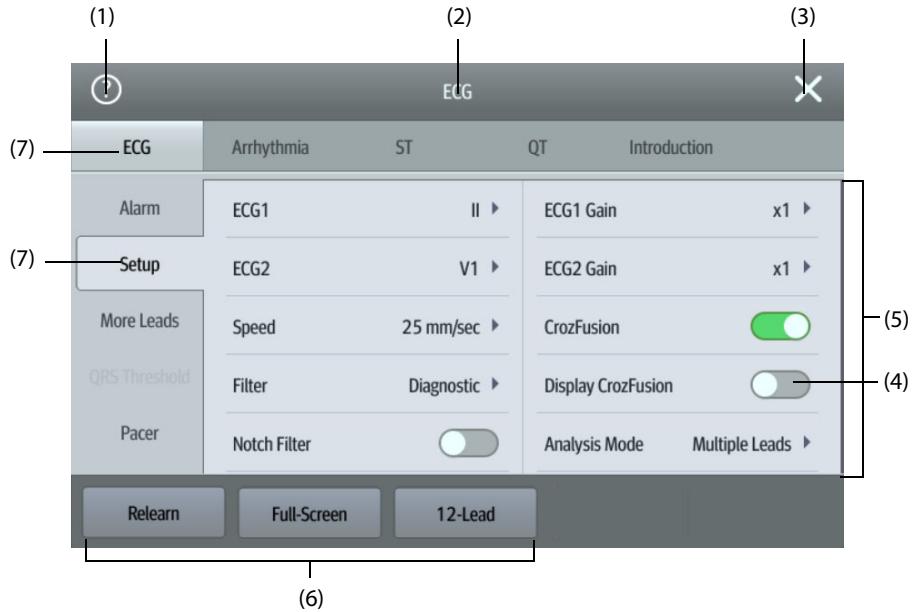 (1) (2) (3)
? ECG
(7) ECG Arrhythmia ST QT Introduction
Alarm ECG1 II ECG1 Gain x1
(7) Setup ECG2 V1 ECG2 Gain x1
More Leads Speed 25 mm/sec CrozFusion (5)
QRS Threshold Filter Diagnostic Display CrozFusion (4)
Pacer Notch Filter Analysis Mode Multiple Leads
Relearn Full-Screen 12-Lead
(6)